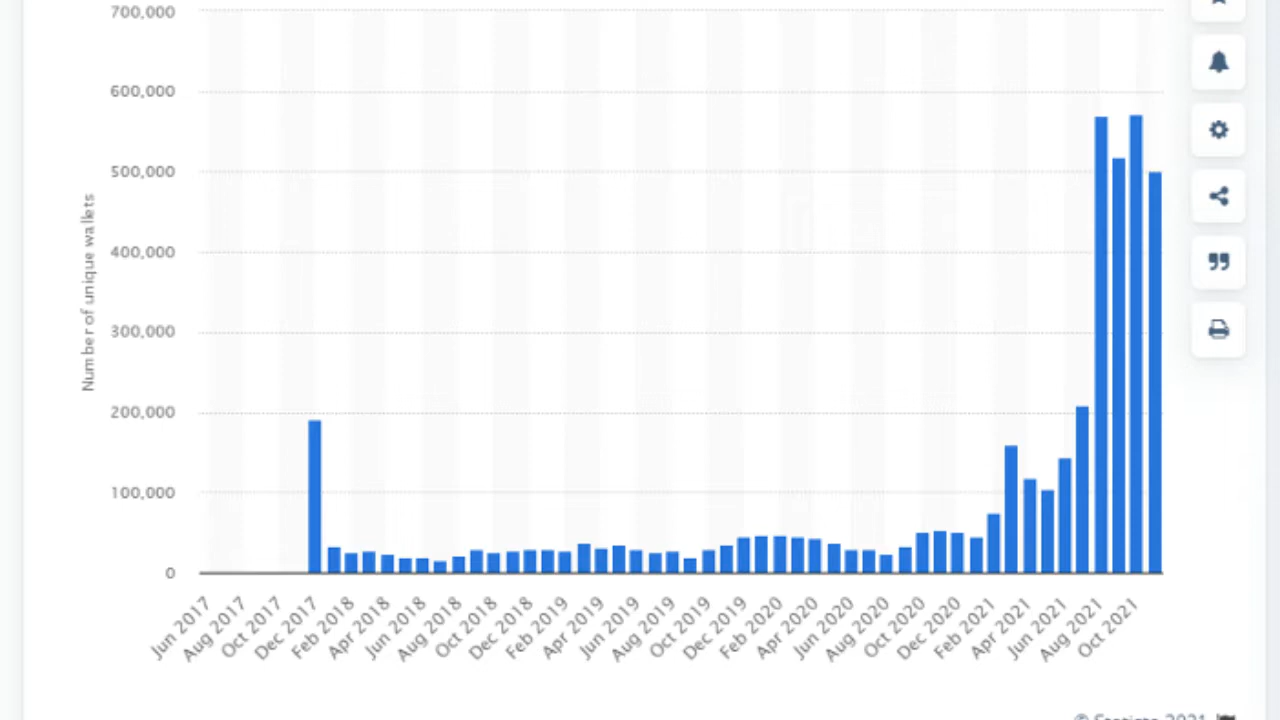 700,000
600,000
500,000
400,000
300,000
200,000
100,000
0
Number of unique wallets
Jun 2017
Aug 2017
Oct 2017
Dec 2017
Feb 2018
Apr 2018
Jun 2018
Aug 2018
Oct 2018
Dec 2018
Feb 2019
Apr 2019
Jun 2019
Aug 2019
Oct 2019
Dec 2019
Feb 2020
Apr 2020
Jun 2020
Aug 2020
Oct 2020
Dec 2020
Feb 2021
Apr 2021
Jun 2021
Aug 2021
Oct 2021
© Statista 2021